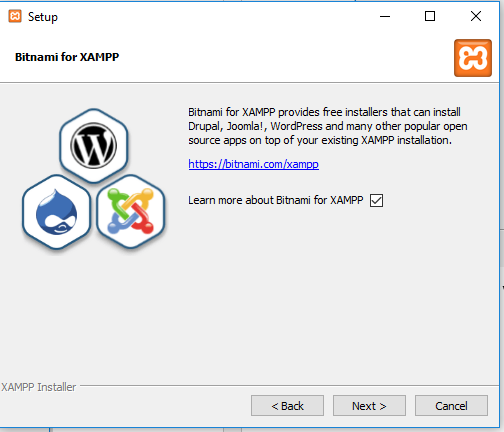 Setup
Bitnami for XAMPP
Bitnami for XAMPP provides free installers that can install
Drupal, Joomla!, WordPress and many other popular open
source apps on top of your existing XAMPP installation.
https://bitnami.com/xampp
Learn more about Bitnami for XAMPP
XAMPP Installer
< Back
Next >
Cancel